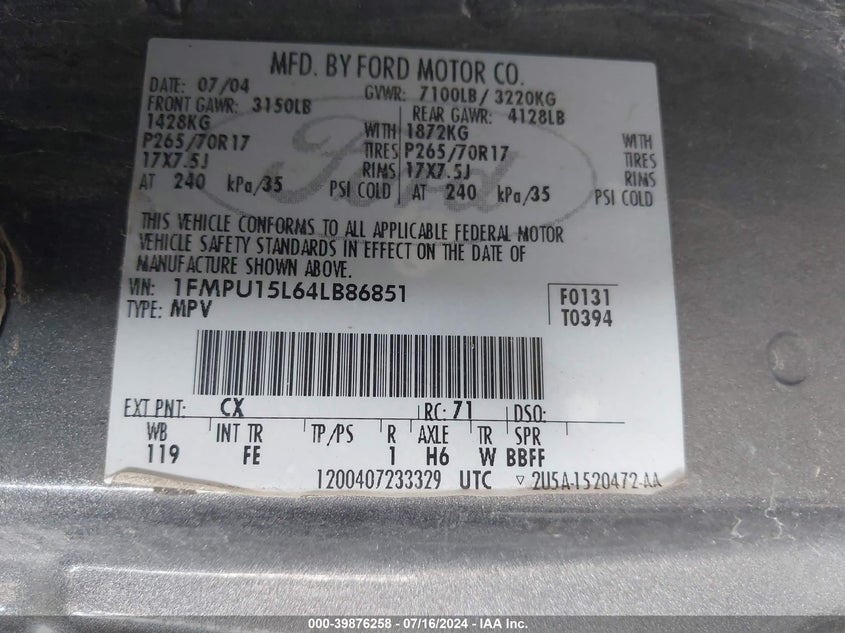 MFD. BY FORD MOTOR CO.
DATE: 07/04 GVWR: 7100LB/ 3220KG
FRONT GAWR: 3150LB REAR GAWR: 4128LB
1428KG WITH 1872KG WITH
P265/70R17 TIRES P265/70R17 TIRES
17X7.5J RIMS 17X7.5J RIMS
AT 240 kPa/35 PSI COLD AT 240 kPa/35 PSI COLD
Ford
THIS VEHICLE CONFORMS TO ALL APPLICABLE FEDERAL MOTOR
VEHICLE SAFETY STANDARDS IN EFFECT ON THE DATE OF
MANUFACTURE SHOWN ABOVE.
VIN: 1FMPU15L64LB86851 F0131
TYPE: MPV T0394
EXT PNT: CX RC: 71 DSO:
WB INT TR TP/PS R AXLE TR SPR
119 FE 1 H6 W BBFF
1200407233329 UTC ▽ 2U5A-1520472-AA
000-39876258 - 07/16/2024 - IAA Inc.